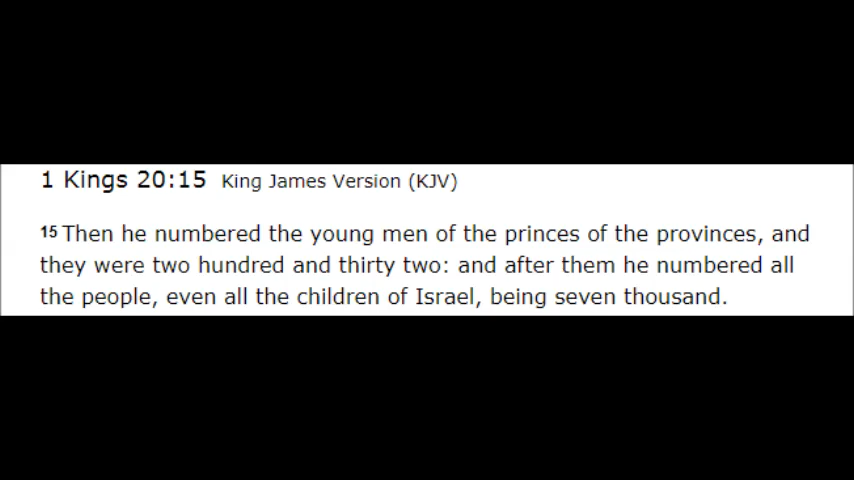 1 Kings 20:15 King James Version (KJV)
15 Then he numbered the young men of the princes of the provinces, and
they were two hundred and thirty two: and after them he numbered all
the people, even all the children of Israel, being seven thousand.